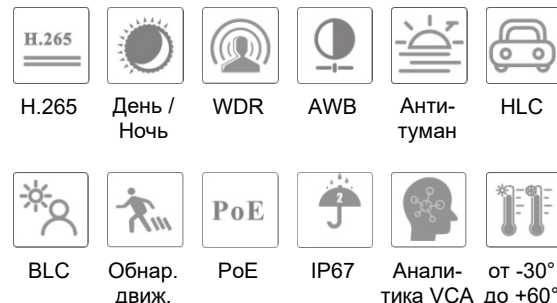 H.265
H.265
День /
Ночь
WDR
AWB
Анти-
туман
HLC
PoE
2
BLC
Обнар.
движ.
PoE
IP67
Анали-
тика VCA
от -30°
до +60°